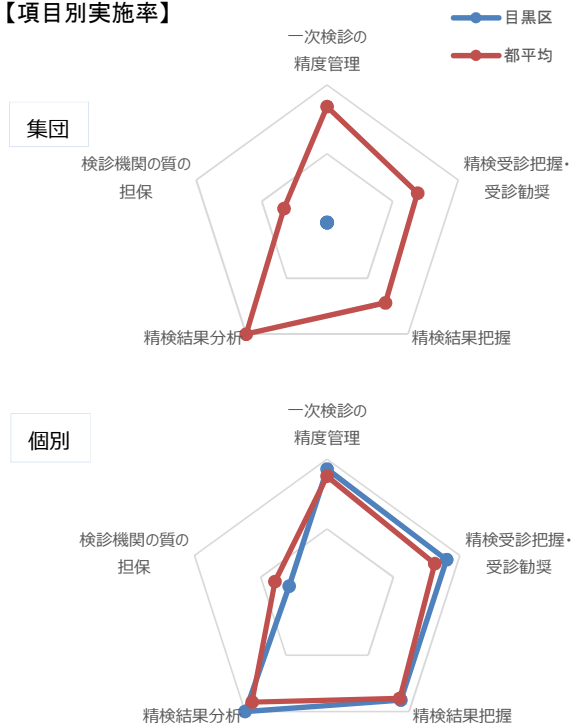 【項目別実施率】
目黒区
都平均
集団
一次検診の
精度管理
精検受診把握・
受診勧奨
精検結果把握
精検結果分析
検診機関の質の
担保
個別
一次検診の
精度管理
精検受診把握・
受診勧奨
精検結果把握
精検結果分析
検診機関の質の
担保